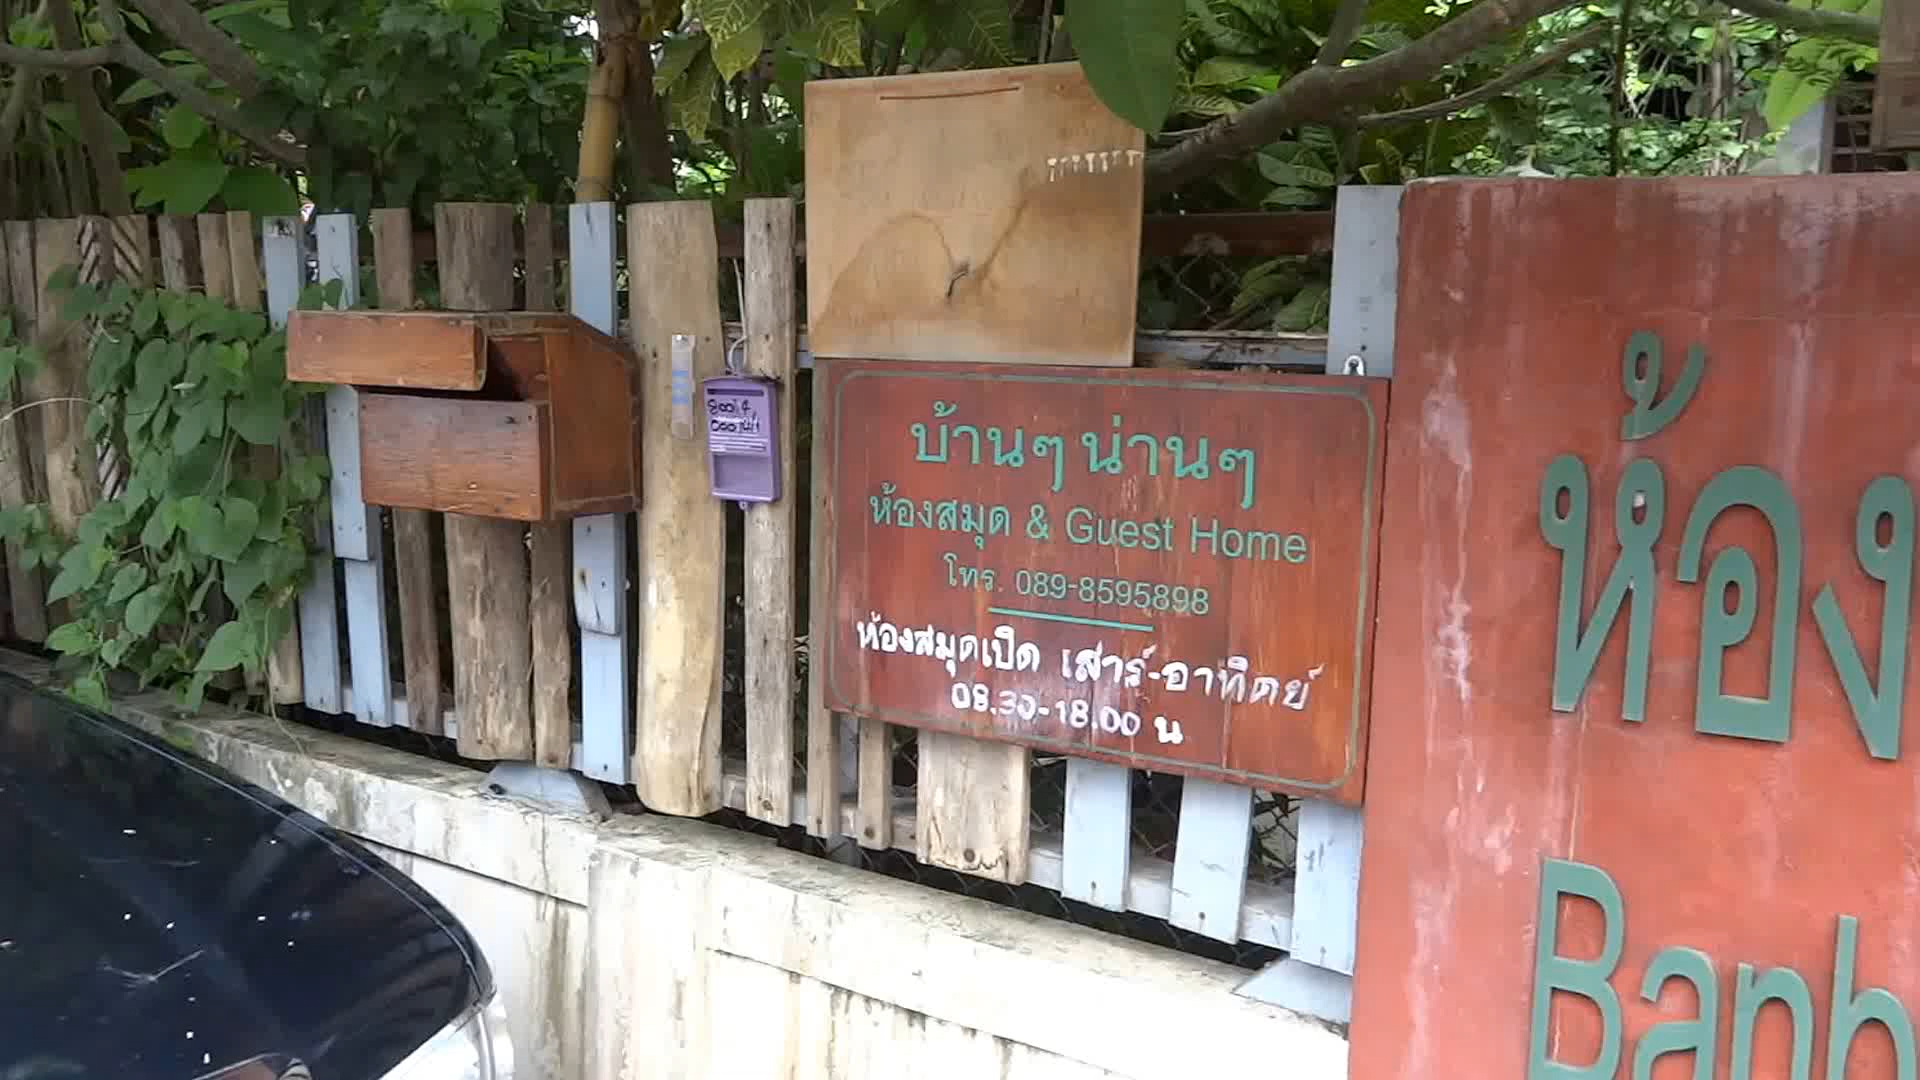 บ้านๆ น่านๆ
ห้องสมุด & Guest Home
โทร. 089-8595898
ห้องสมุดเปิด เสาร์-อาทิตย์
08.30-18.00 น
ห้อง
Banb